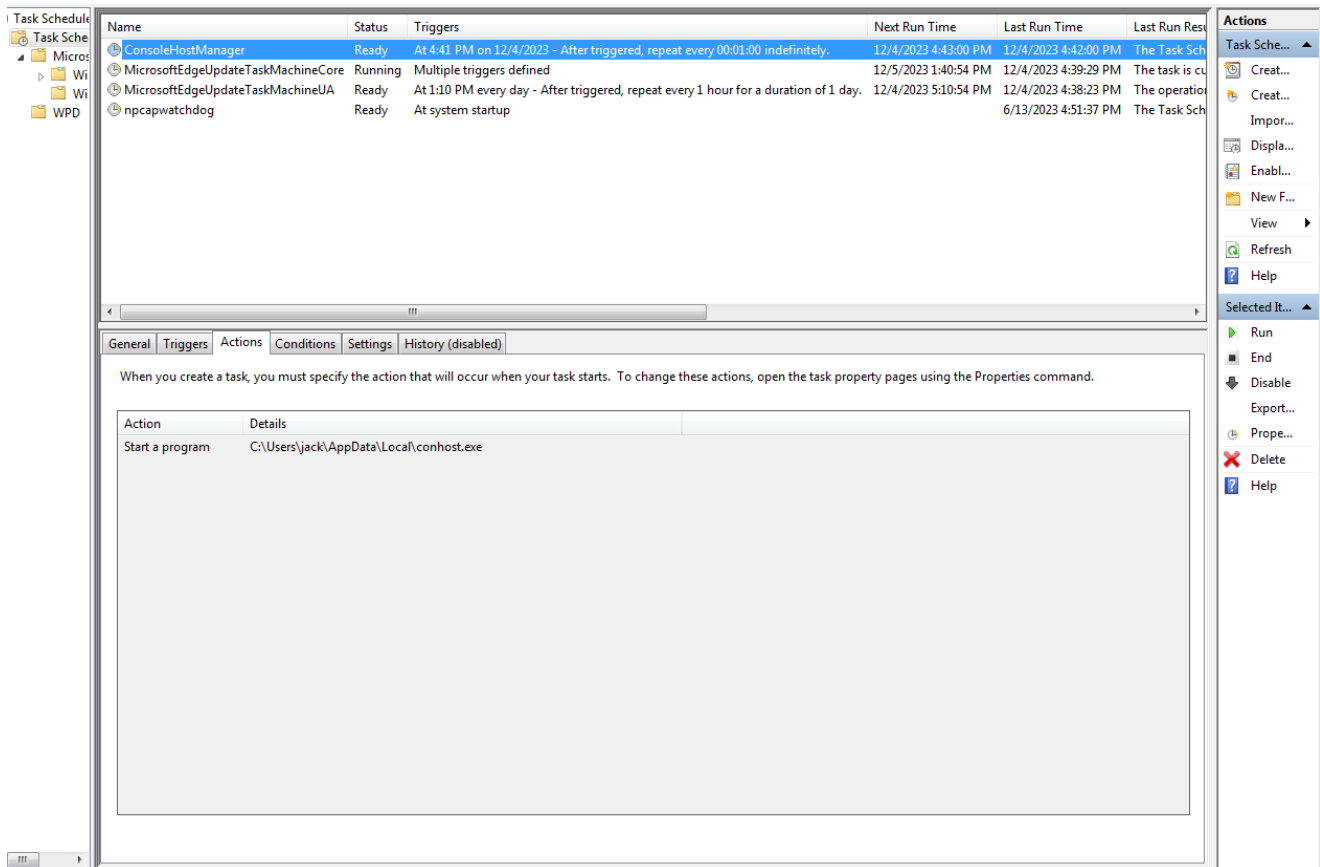 Task Schedule
Task Sche
Micros
Wi
Wi
WPD
Name Status Triggers Next Run Time Last Run Time Last Run Resu
ConsoleHostManager Ready At 4:41 PM on 12/4/2023 - After triggered, repeat every 00:01:00 indefinitely. 12/4/2023 4:43:00 PM 12/4/2023 4:42:00 PM The Task Sch
MicrosoftEdgeUpdateTaskMachineCore Running Multiple triggers defined 12/5/2023 1:40:54 PM 12/4/2023 4:39:29 PM The task is cu
MicrosoftEdgeUpdateTaskMachineUA Ready At 1:10 PM every day - After triggered, repeat every 1 hour for a duration of 1 day. 12/4/2023 5:10:54 PM 12/4/2023 4:38:23 PM The operation
npcapwatchdog Ready At system startup 6/13/2023 4:51:37 PM The Task Sch
General Triggers Actions Conditions Settings History (disabled)
When you create a task, you must specify the action that will occur when your task starts. To change these actions, open the task property pages using the Properties command.
Action Details
Start a program C:\Users\jack\AppData\Local\conhost.exe
Actions
Task Sche...
Creat...
Creat...
Impor...
Displa...
Enabl...
New F...
View
Refresh
Help
Selected It...
Run
End
Disable
Export...
Prope...
Delete
Help